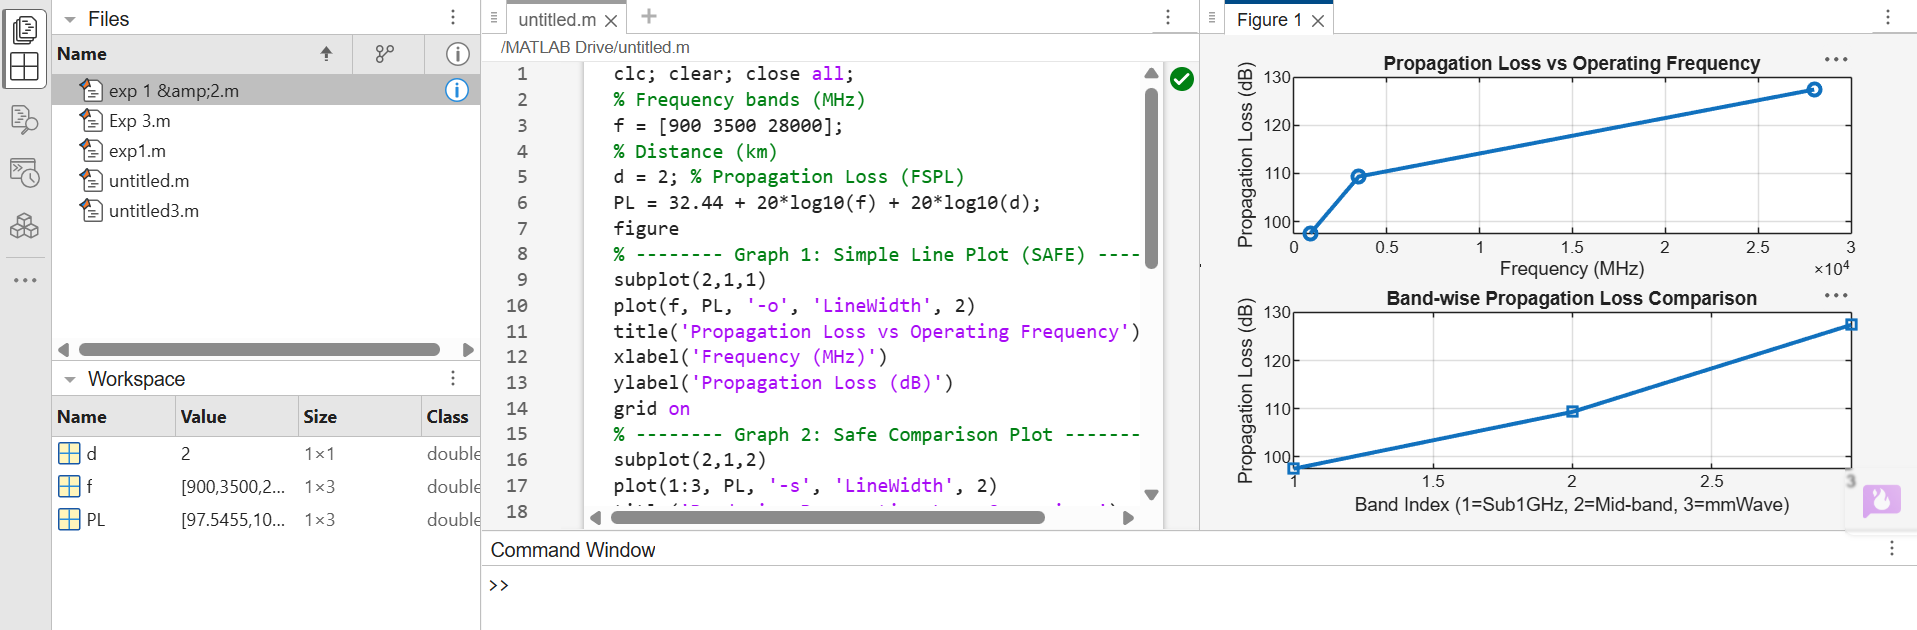 Files
Name
exp 1 &amp;2.m
Exp 3.m
exp1.m
untitled.m
untitled3.m
Workspace
Name Value Size Class
d 2 1×1 double
f [900,3500,2... 1×3 double
PL [97.5455,10... 1×3 double
untitled.m
/MATLAB Drive/untitled.m
1 clc; clear; close all;
2 % Frequency bands (MHz)
3 f = [900 3500 28000];
4 % Distance (km)
5 d = 2; % Propagation Loss (FSPL)
6 PL = 32.44 + 20*log10(f) + 20*log10(d);
7 figure
8 % -------- Graph 1: Simple Line Plot (SAFE) ----
9 subplot(2,1,1)
10 plot(f, PL, '-o', 'LineWidth', 2)
11 title('Propagation Loss vs Operating Frequency')
12 xlabel('Frequency (MHz)')
13 ylabel('Propagation Loss (dB)')
14 grid on
15 % -------- Graph 2: Safe Comparison Plot -------
16 subplot(2,1,2)
17 plot(1:3, PL, '-s', 'LineWidth', 2)
18
Command Window
>>
Figure 1
Propagation Loss vs Operating Frequency
Propagation Loss (dB)
130
120
110
100
0 0.5 1 1.5 2 2.5 3
×10^4
Frequency (MHz)
Band-wise Propagation Loss Comparison
Propagation Loss (dB)
130
120
110
100
1 1.5 2 2.5 3
Band Index (1=Sub1GHz, 2=Mid-band, 3=mmWave)